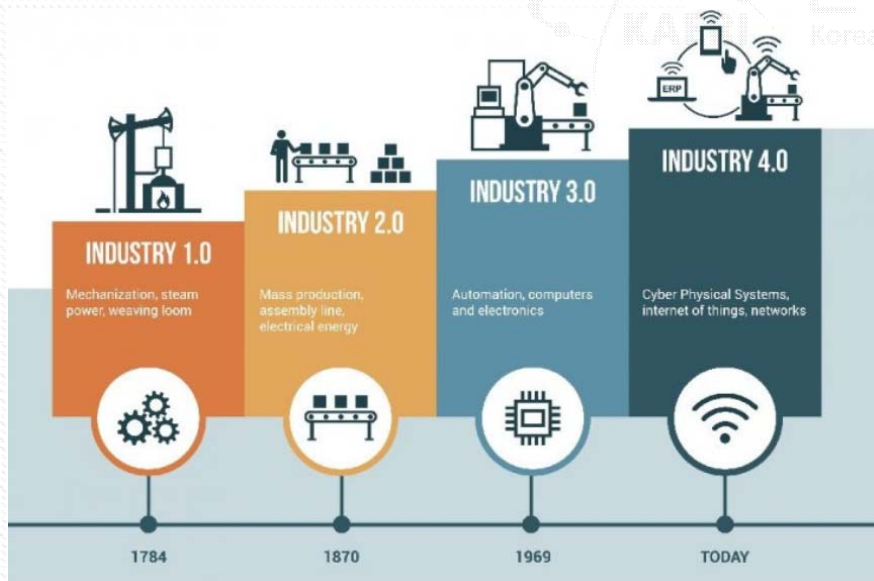 Korea
ERP
INDUSTRY 1.0
Mechanization, steam
power, weaving loom
INDUSTRY 2.0
Mass production,
assembly line,
electrical energy
INDUSTRY 3.0
Automation, computers
and electronics
INDUSTRY 4.0
Cyber Physical Systems,
internet of things, networks
1784
1870
1969
TODAY